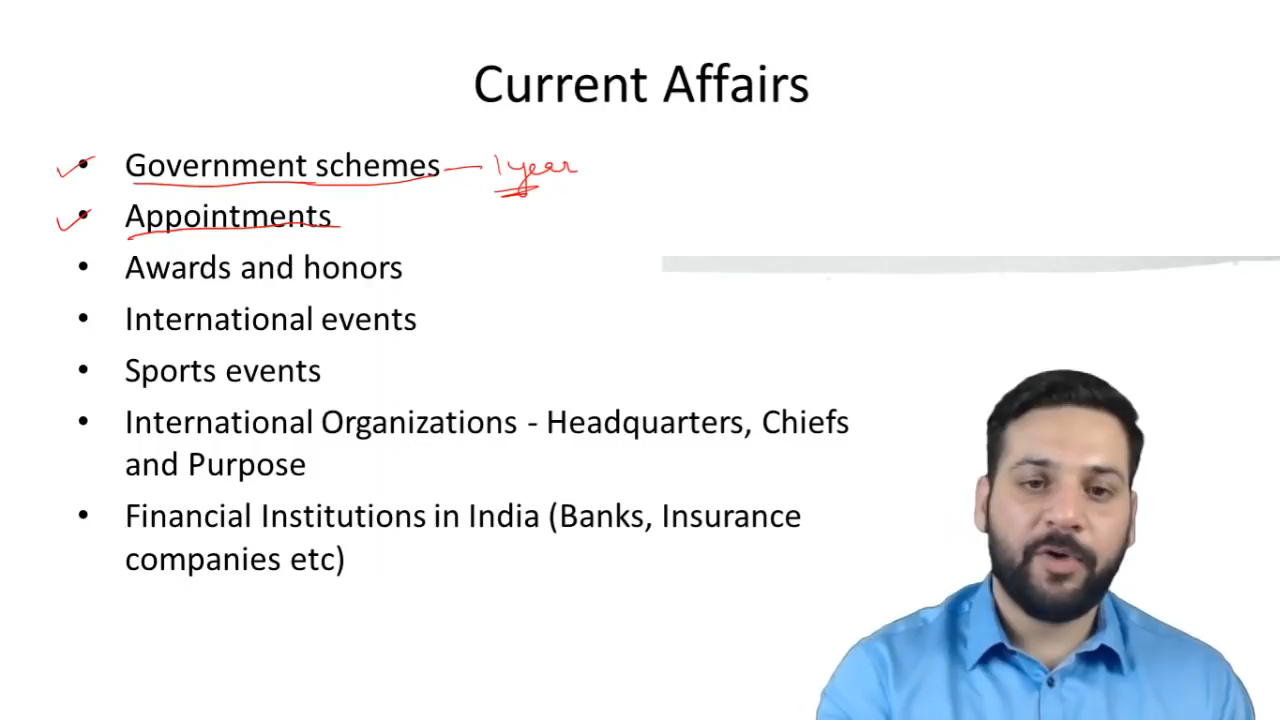 Current Affairs
• Government schemes — 1 year
• Appointments
• Awards and honors
• International events
• Sports events
• International Organizations - Headquarters, Chiefs
and Purpose
• Financial Institutions in India (Banks, Insurance
companies etc)